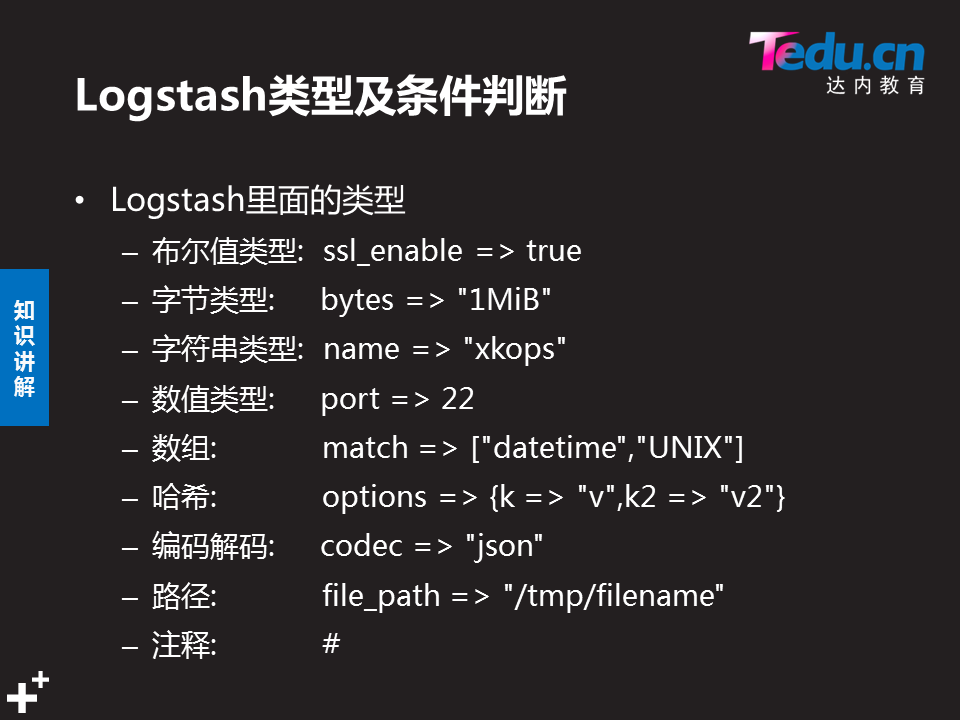 Tedu.cn
达内教育
Logstash类型及条件判断
• Logstash里面的类型
– 布尔值类型: ssl_enable => true
– 字节类型: bytes => "1MiB"
– 字符串类型: name => "xkops"
– 数值类型: port => 22
– 数组: match => ["datetime","UNIX"]
– 哈希: options => {k => "v",k2 => "v2"}
– 编码解码: codec => "json"
– 路径: file_path => "/tmp/filename"
– 注释: #
知识讲解